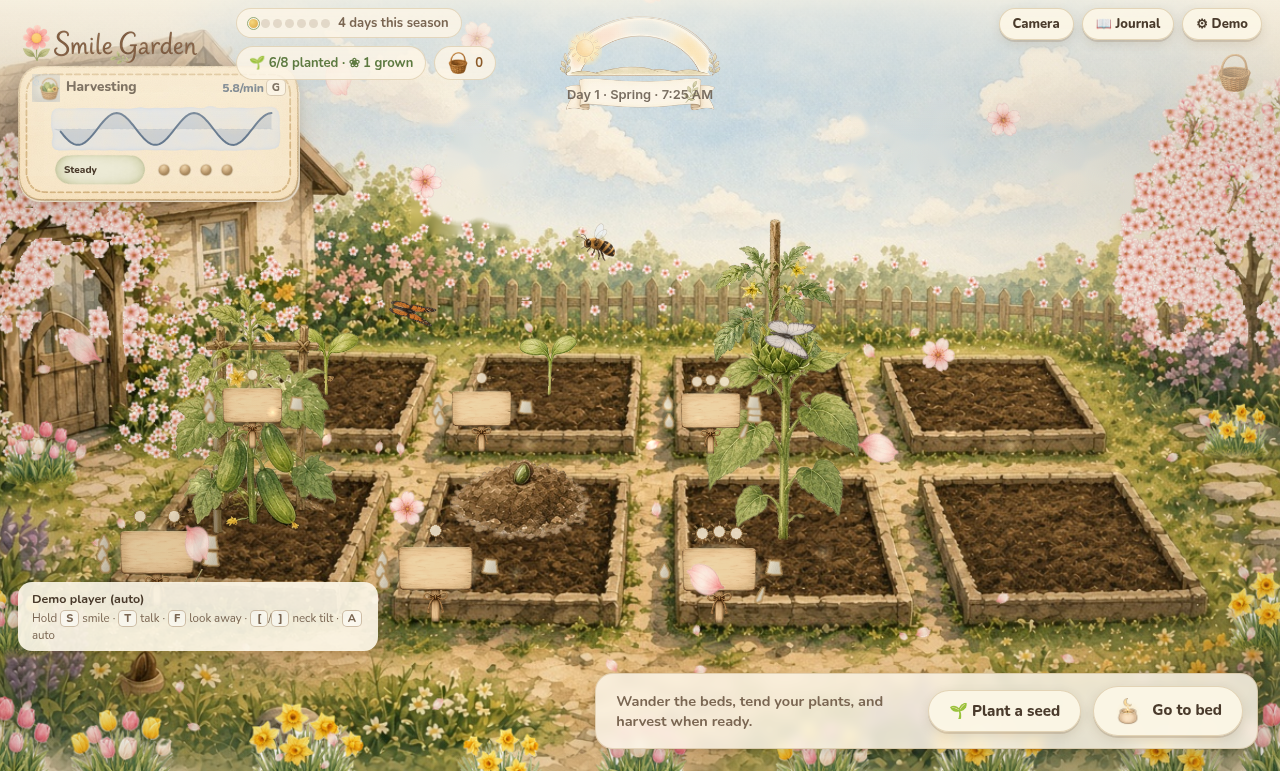 Smile Garden
4 days this season
6/8 planted · 1 grown
0
Day 1 · Spring · 7:25 AM
Camera
Journal
Demo
Harvesting
5.8/min G
Steady
Demo player (auto)
Hold S smile · T talk · F look away · [ / ] neck tilt · A
auto
Wander the beds, tend your plants, and
harvest when ready.
Plant a seed
Go to bed